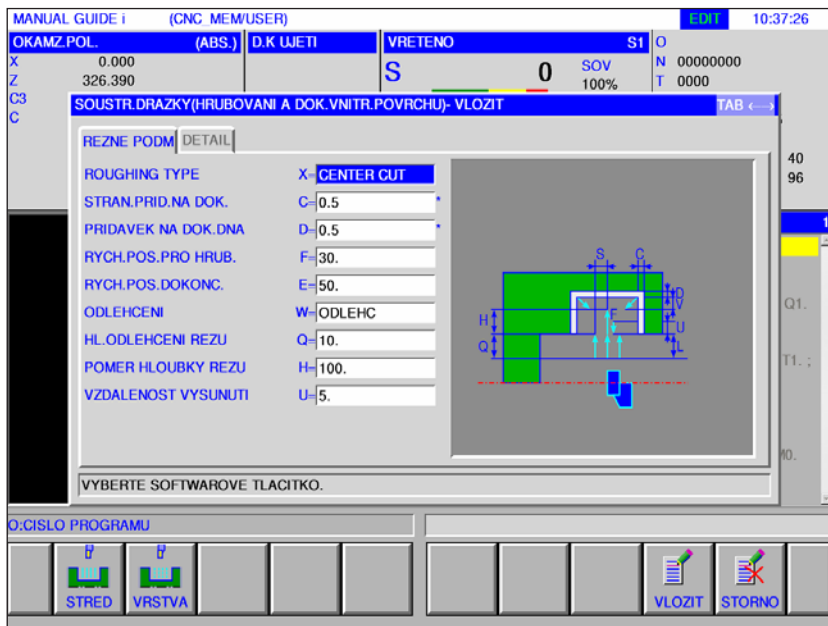 MANUAL GUIDE i (CNC_MEM/USER) EDIT 10:37:26
OKAMZ.POL. (ABS.) D.K UJETI VRETENO S1 O
X 0.000 N 00000000
Z 326.390 S 0 SOV 100% T 0000
C3
C
SOUSTR.DRAZKY(HRUBOVANI A DOK.VNITR.POVRCHU)- VLOZIT TAB ←→
REZNE PODM DETAIL
ROUGHING TYPE X= CENTER CUT
STRAN.PRID.NA DOK. C= 0.5 *
PRIDAVEK NA DOK.DNA D= 0.5 *
RYCH.POS.PRO HRUB. F= 30.
RYCH.POS.DOKONC. E= 50.
ODLEHCENI W= ODLEHC
HL.ODLEHCENI REZU Q= 10.
POMER HLOUBKY REZU H= 100.
VZDALENOST VYSUNUTI U= 5.
S C
D
V
H F U
Q L
40
96
1
Q1.
T1. ;
M0.
VYBERTE SOFTWAROVE TLACITKO.
O:CISLO PROGRAMU
STRED VRSTVA VLOZIT STORNO